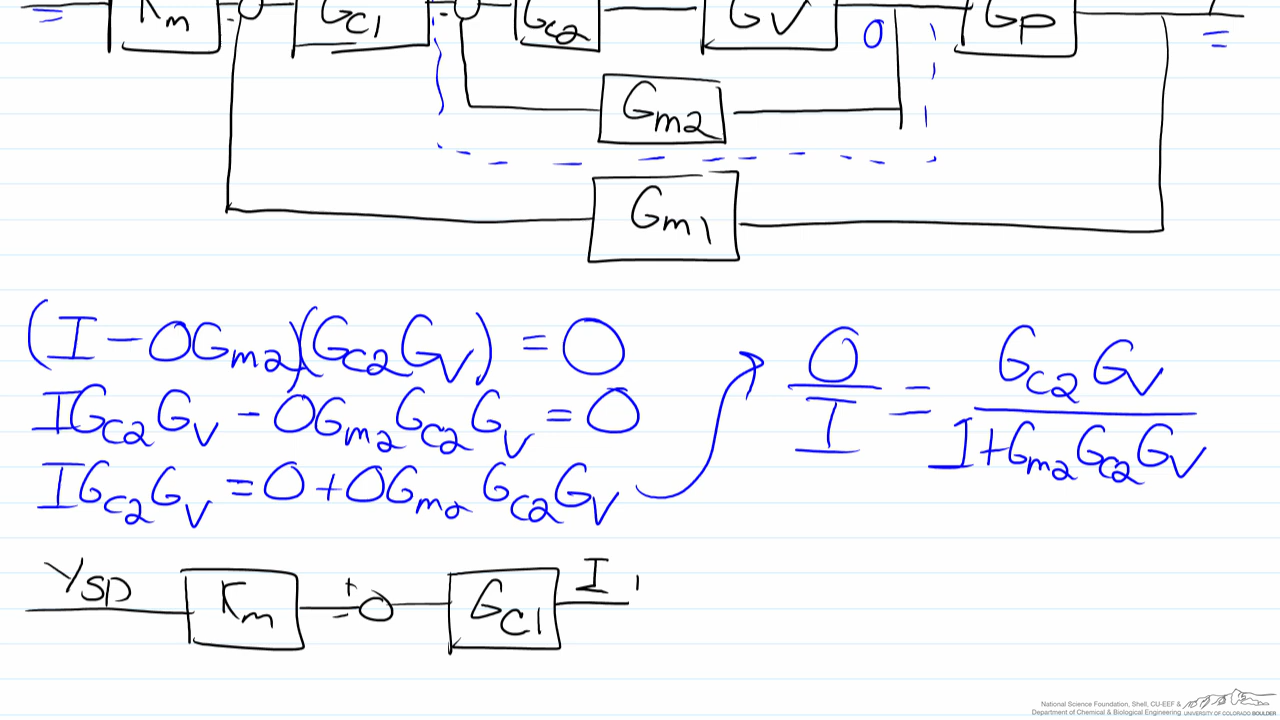 Km Gc1 Gc2 Gv O Gp
Gm2
Gm1
(I - OGm2)(Gc2Gv) = O
IGc2Gv - OGm2Gc2Gv = O
IGc2Gv = O + OGm2Gc2Gv
O/I = Gc2Gv/I+Gm2Gc2Gv
Ysp Km + - Gc1 I
National Science Foundation, Shell, CU-EEF &
Department of Chemical & Biological Engineering UNIVERSITY OF COLORADO BOULDER